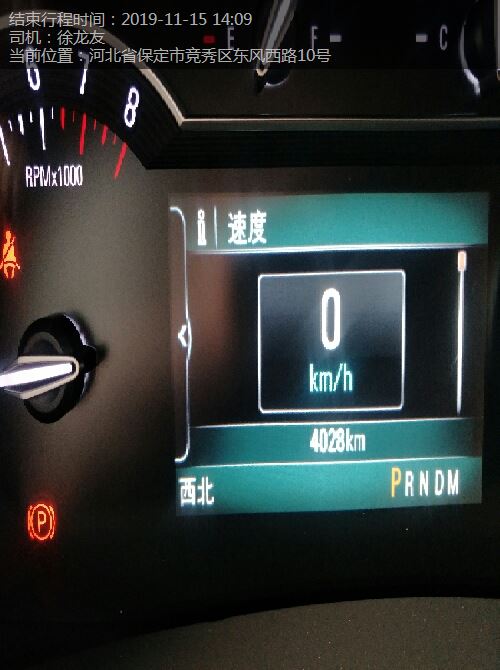 结束行程时间：2019-11-15 14:09
司机：徐龙友
当前位置：河北省保定市竞秀区东风西路10号
E F C
6 7 8
RPMx1000
速度
0
km/h
4028km
西北 PRNDM
P